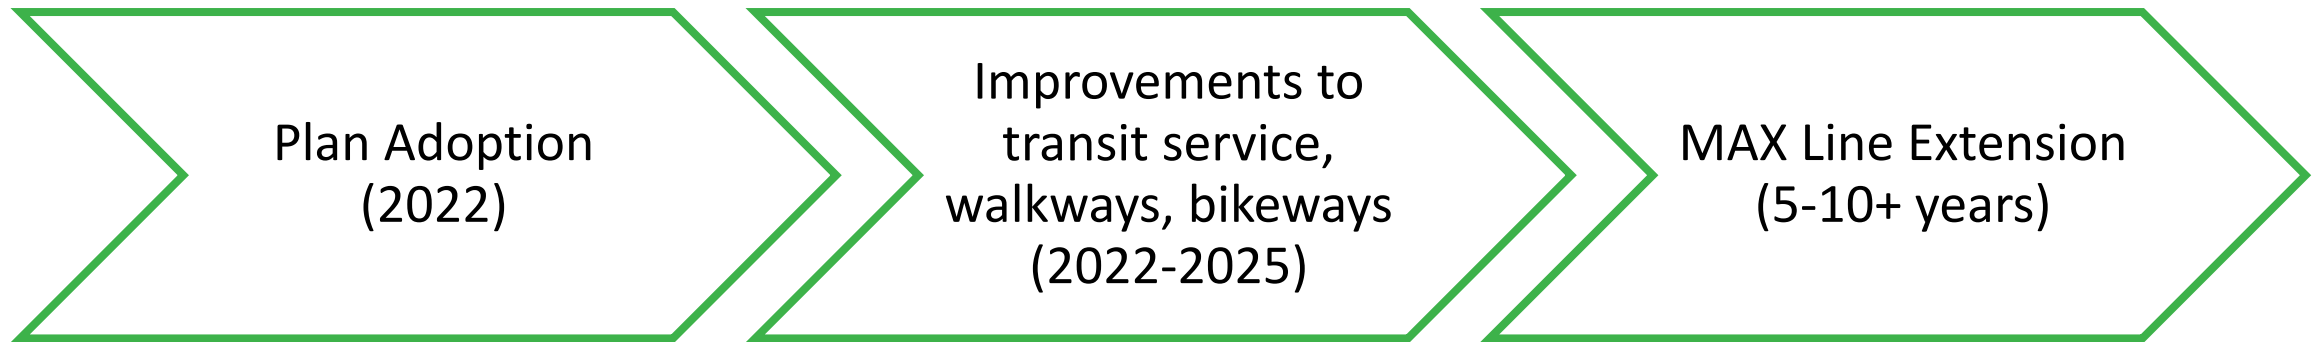 Plan Adoption
(2022)
Improvements to
transit service,
walkways, bikeways
(2022-2025)
MAX Line Extension
(5-10+ years)